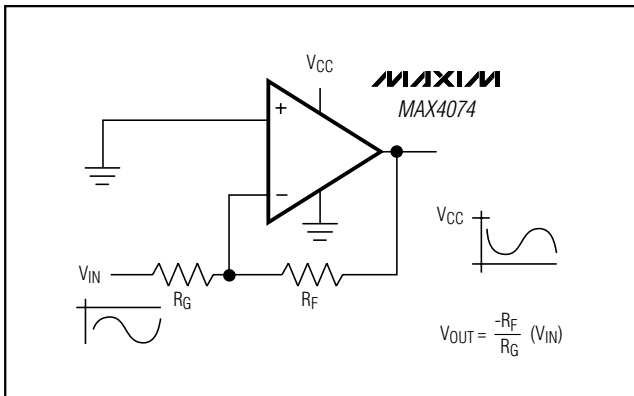 VCC
MAXIM
MAX4074
+
−
VCC
VIN
RG
RF
VOUT = -RF/RG (VIN)